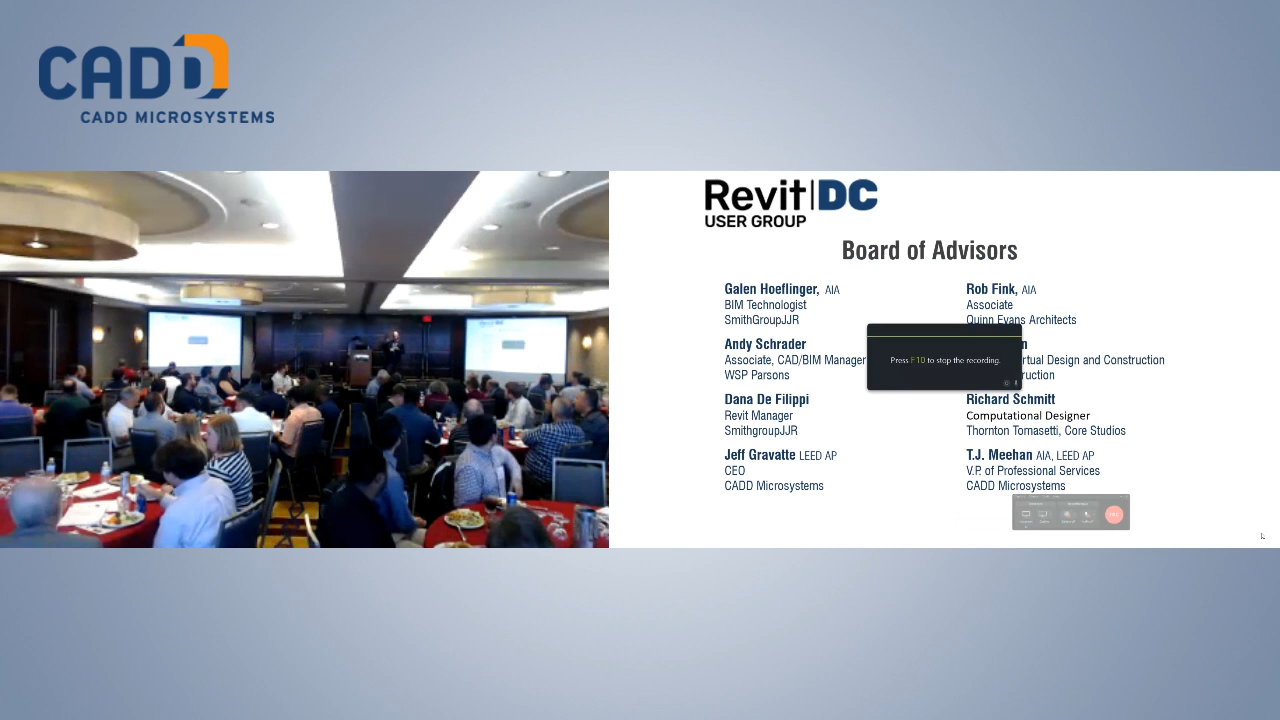 CADD
CADD MICROSYSTEMS
Revit|DC
USER GROUP
Board of Advisors
Galen Hoeflinger, AIA
BIM Technologist
SmithGroupJJR
Andy Schrader
Associate, CAD/BIM Manager
WSP Parsons
Dana De Filippi
Revit Manager
SmithgroupJJR
Jeff Gravatte LEED AP
CEO
CADD Microsystems
Rob Fink, AIA
Associate
Quinn Evans Architects
Design and Construction
Richard Schmitt
Computational Designer
Thornton Tomasetti, Core Studios
T.J. Meehan AIA, LEED AP
V.P. of Professional Services
CADD Microsystems
Press F10 to stop the recording.